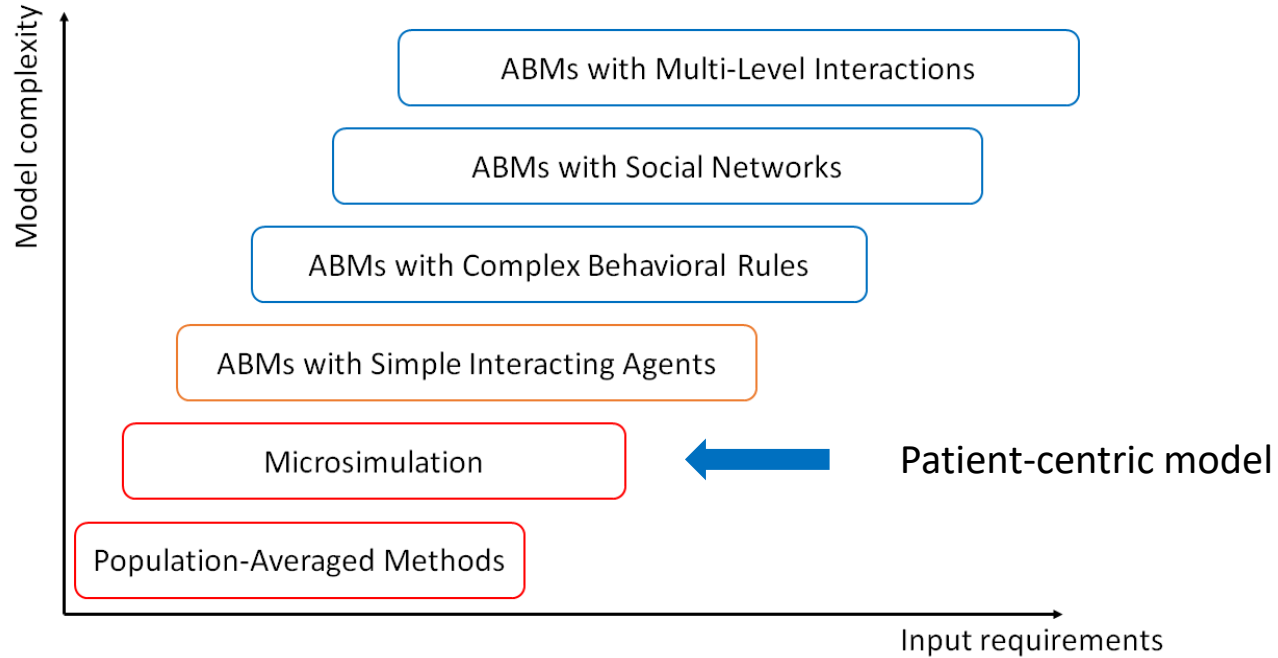 Model complexity
ABMs with Multi-Level Interactions
ABMs with Social Networks
ABMs with Complex Behavioral Rules
ABMs with Simple Interacting Agents
Microsimulation
Patient-centric model
Population-Averaged Methods
Input requirements